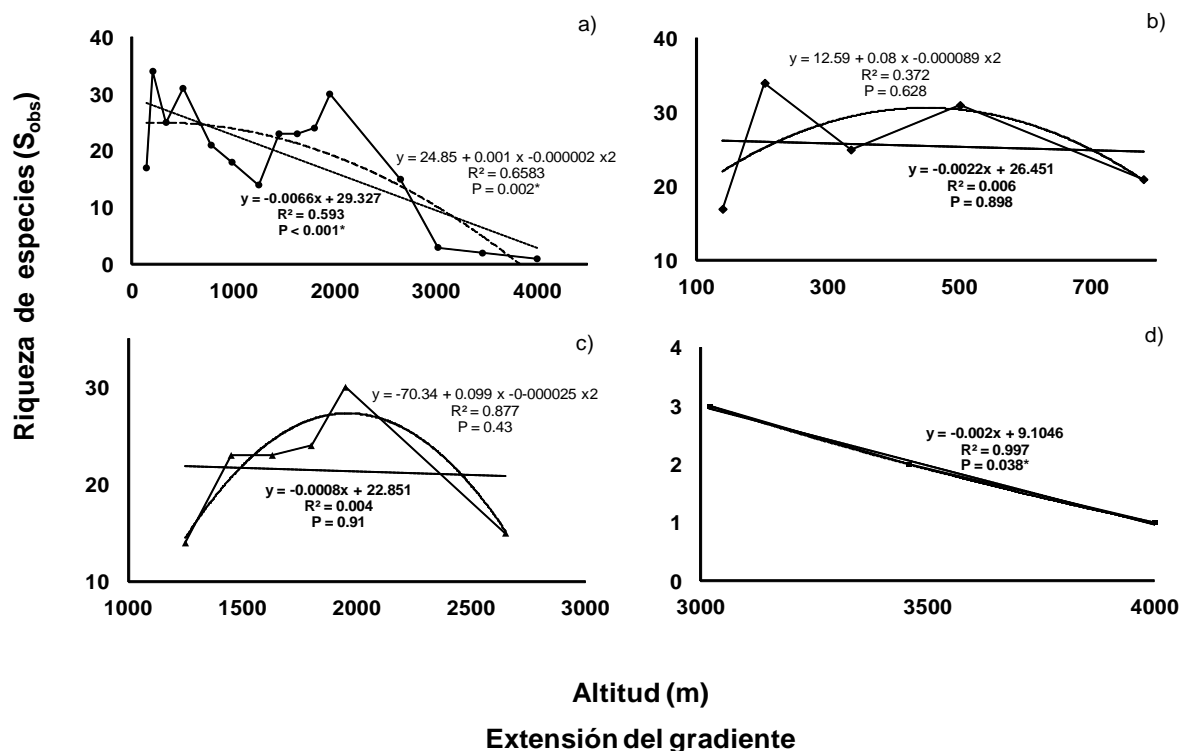 Riqueza de especies (Sobs)
a)
40
30
20
10
0
0 1000 2000 3000 4000
y = 24.85 + 0.001 x -0.000002 x2
R² = 0.6583
P = 0.002*
y = -0.0066x + 29.327
R² = 0.593
P < 0.001*
b)
40
30
20
10
100 300 500 700
y = 12.59 + 0.08 x -0.000089 x2
R² = 0.372
P = 0.628
y = -0.0022x + 26.451
R² = 0.006
P = 0.898
c)
30
20
10
1000 1500 2000 2500 3000
y = -70.34 + 0.099 x -0-000025 x2
R² = 0.877
P = 0.43
y = -0.0008x + 22.851
R² = 0.004
P = 0.91
d)
4
3
2
1
0
3000 3500 4000
y = -0.002x + 9.1046
R² = 0.997
P = 0.038*
Altitud (m)
Extensión del gradiente